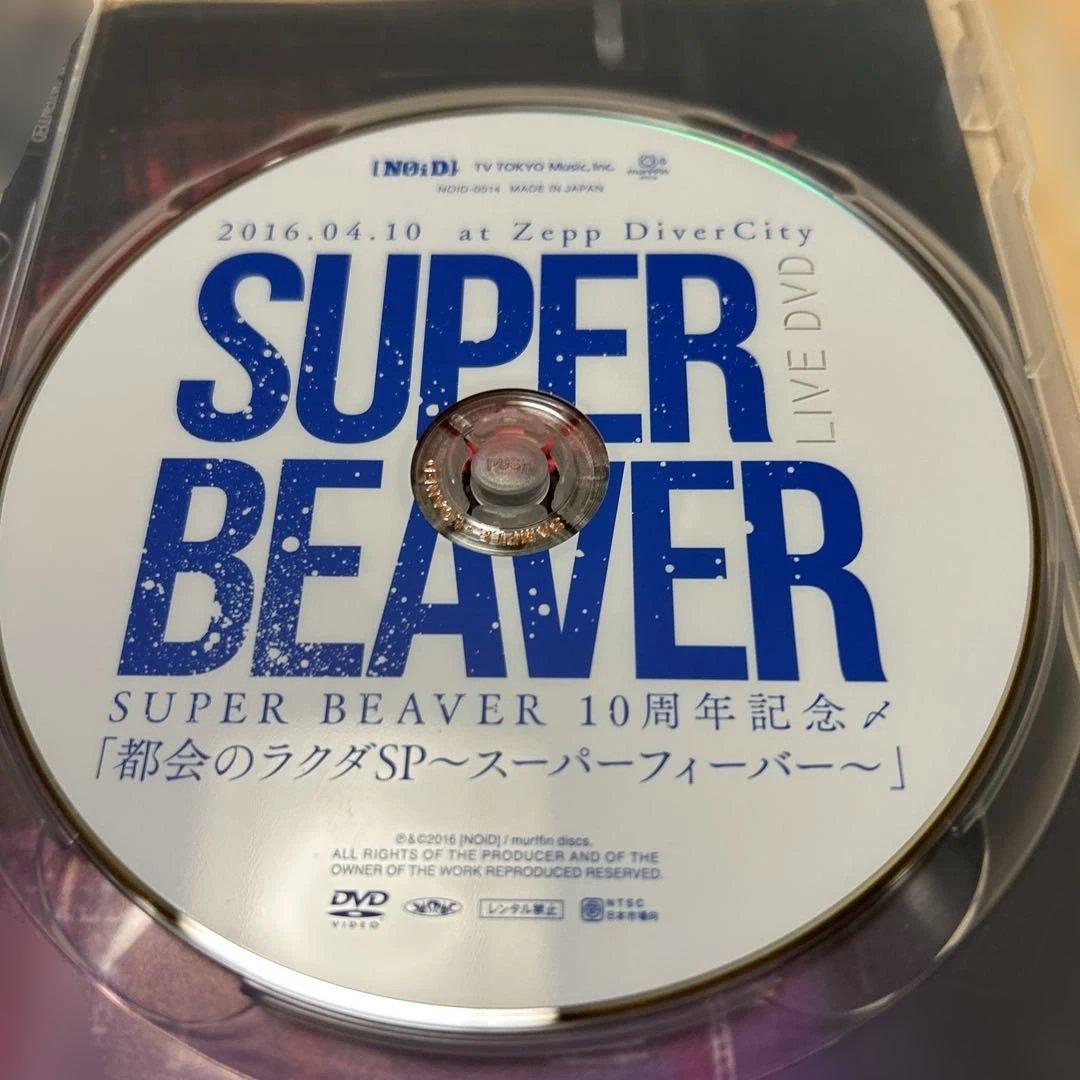 [NOiD] TV TOKYO Music, Inc. murffin discs
NOID-0014 MADE IN JAPAN
2016.04.10 at Zepp DiverCity
SUPER
BEAVER
LIVE DVD
PUSH
SUPER BEAVER 10周年記念〆
「都会のラクダSP～スーパーフィーバー～」
℗&©2016 [NOiD] / murffin discs.
ALL RIGHTS OF THE PRODUCER AND OF THE
OWNER OF THE WORK REPRODUCED RESERVED.
DVD VIDEO JASRAC レンタル禁止 NTSC 日本市場向